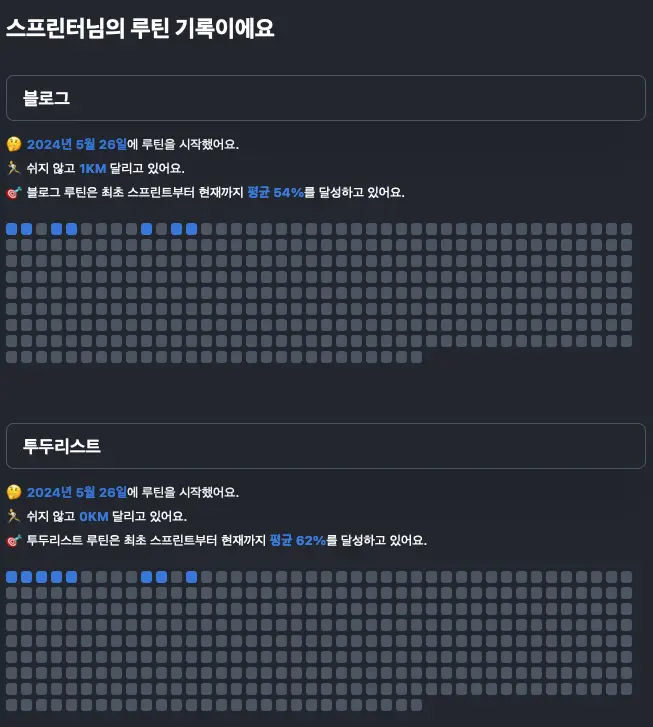 스프린터님의 루틴 기록이에요
블로그
🤔 2024년 5월 26일에 루틴을 시작했어요.
🏃 쉬지 않고 1KM 달리고 있어요.
🎯 블로그 루틴은 최초 스프린트부터 현재까지 평균 54%를 달성하고 있어요.
투두리스트
🤔 2024년 5월 26일에 루틴을 시작했어요.
🏃 쉬지 않고 0KM 달리고 있어요.
🎯 투두리스트 루틴은 최초 스프린트부터 현재까지 평균 62%를 달성하고 있어요.